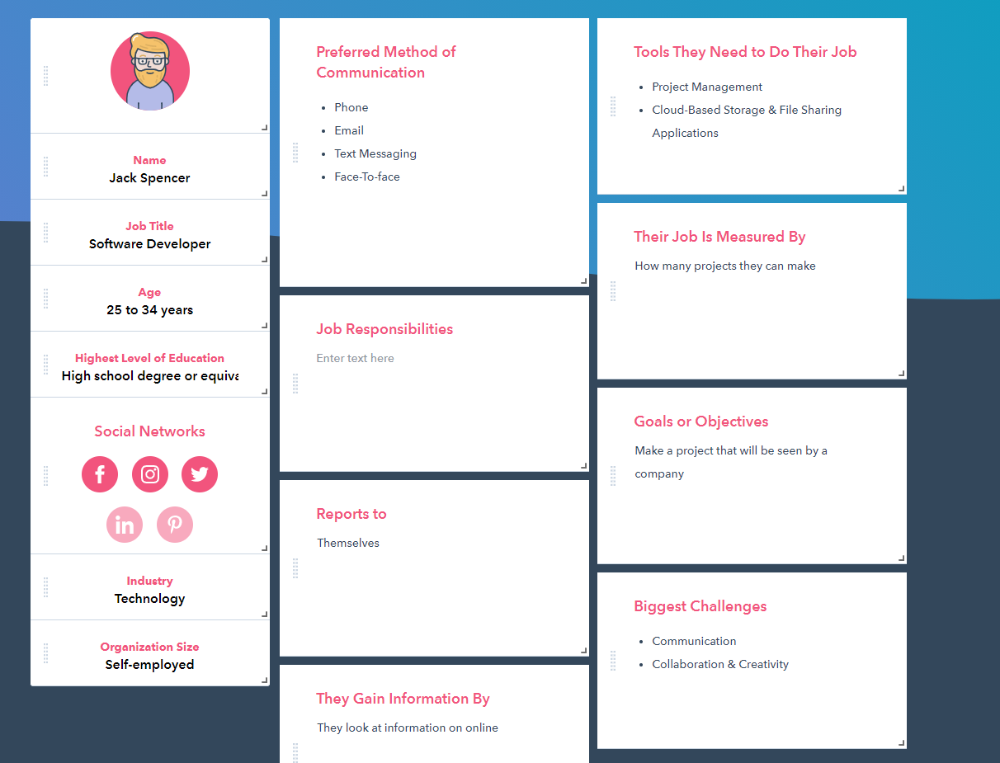 Name
Jack Spencer
Job Title
Software Developer
Age
25 to 34 years
Highest Level of Education
High school degree or equiva
Social Networks
Industry
Technology
Organization Size
Self-employed
Preferred Method of
Communication
Phone
Email
Text Messaging
Face-To-face
Job Responsibilities
Enter text here
Reports to
Themselves
They Gain Information By
They look at information on online
Tools They Need to Do Their Job
Project Management
Cloud-Based Storage & File Sharing
Applications
Their Job Is Measured By
How many projects they can make
Goals or Objectives
Make a project that will be seen by a
company
Biggest Challenges
Communication
Collaboration & Creativity